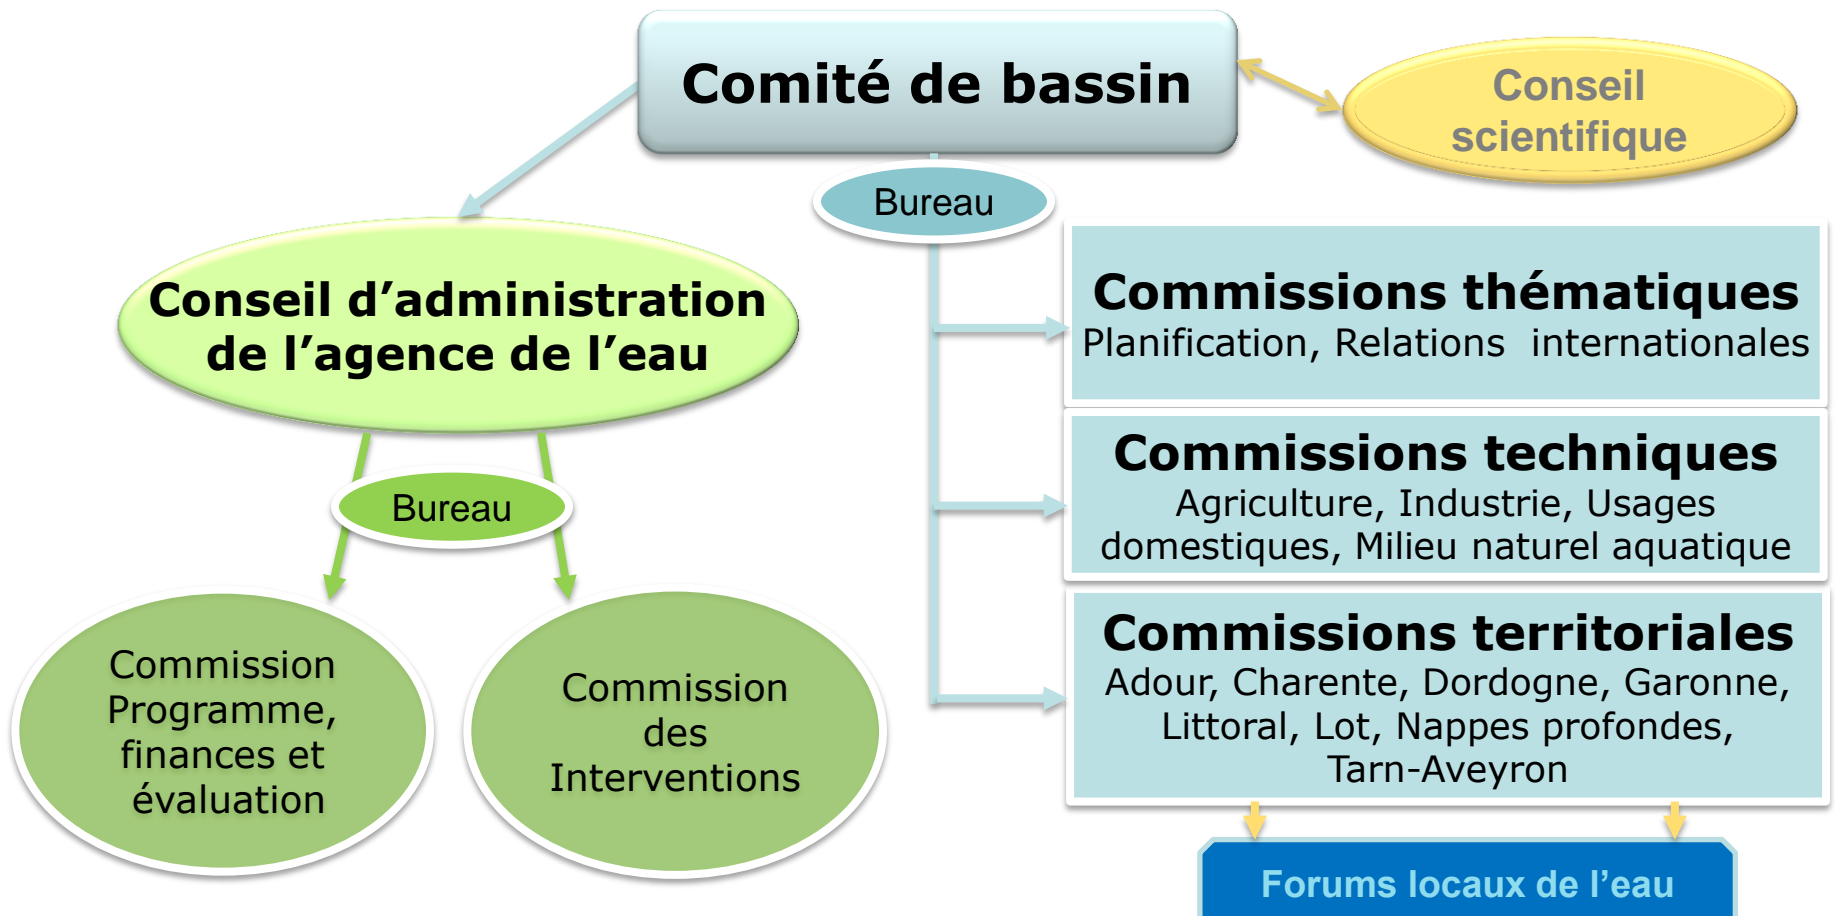 Comité de bassin
Conseil
scientifique
Bureau
Conseil d’administration
de l’agence de l’eau
Bureau
Commission
Programme,
finances et
évaluation
Commission
des
Interventions
Commissions thématiques
Planification, Relations internationales
Commissions techniques
Agriculture, Industrie, Usages
domestiques, Milieu naturel aquatique
Commissions territoriales
Adour, Charente, Dordogne, Garonne,
Littoral, Lot, Nappes profondes,
Tarn-Aveyron
Forums locaux de l’eau